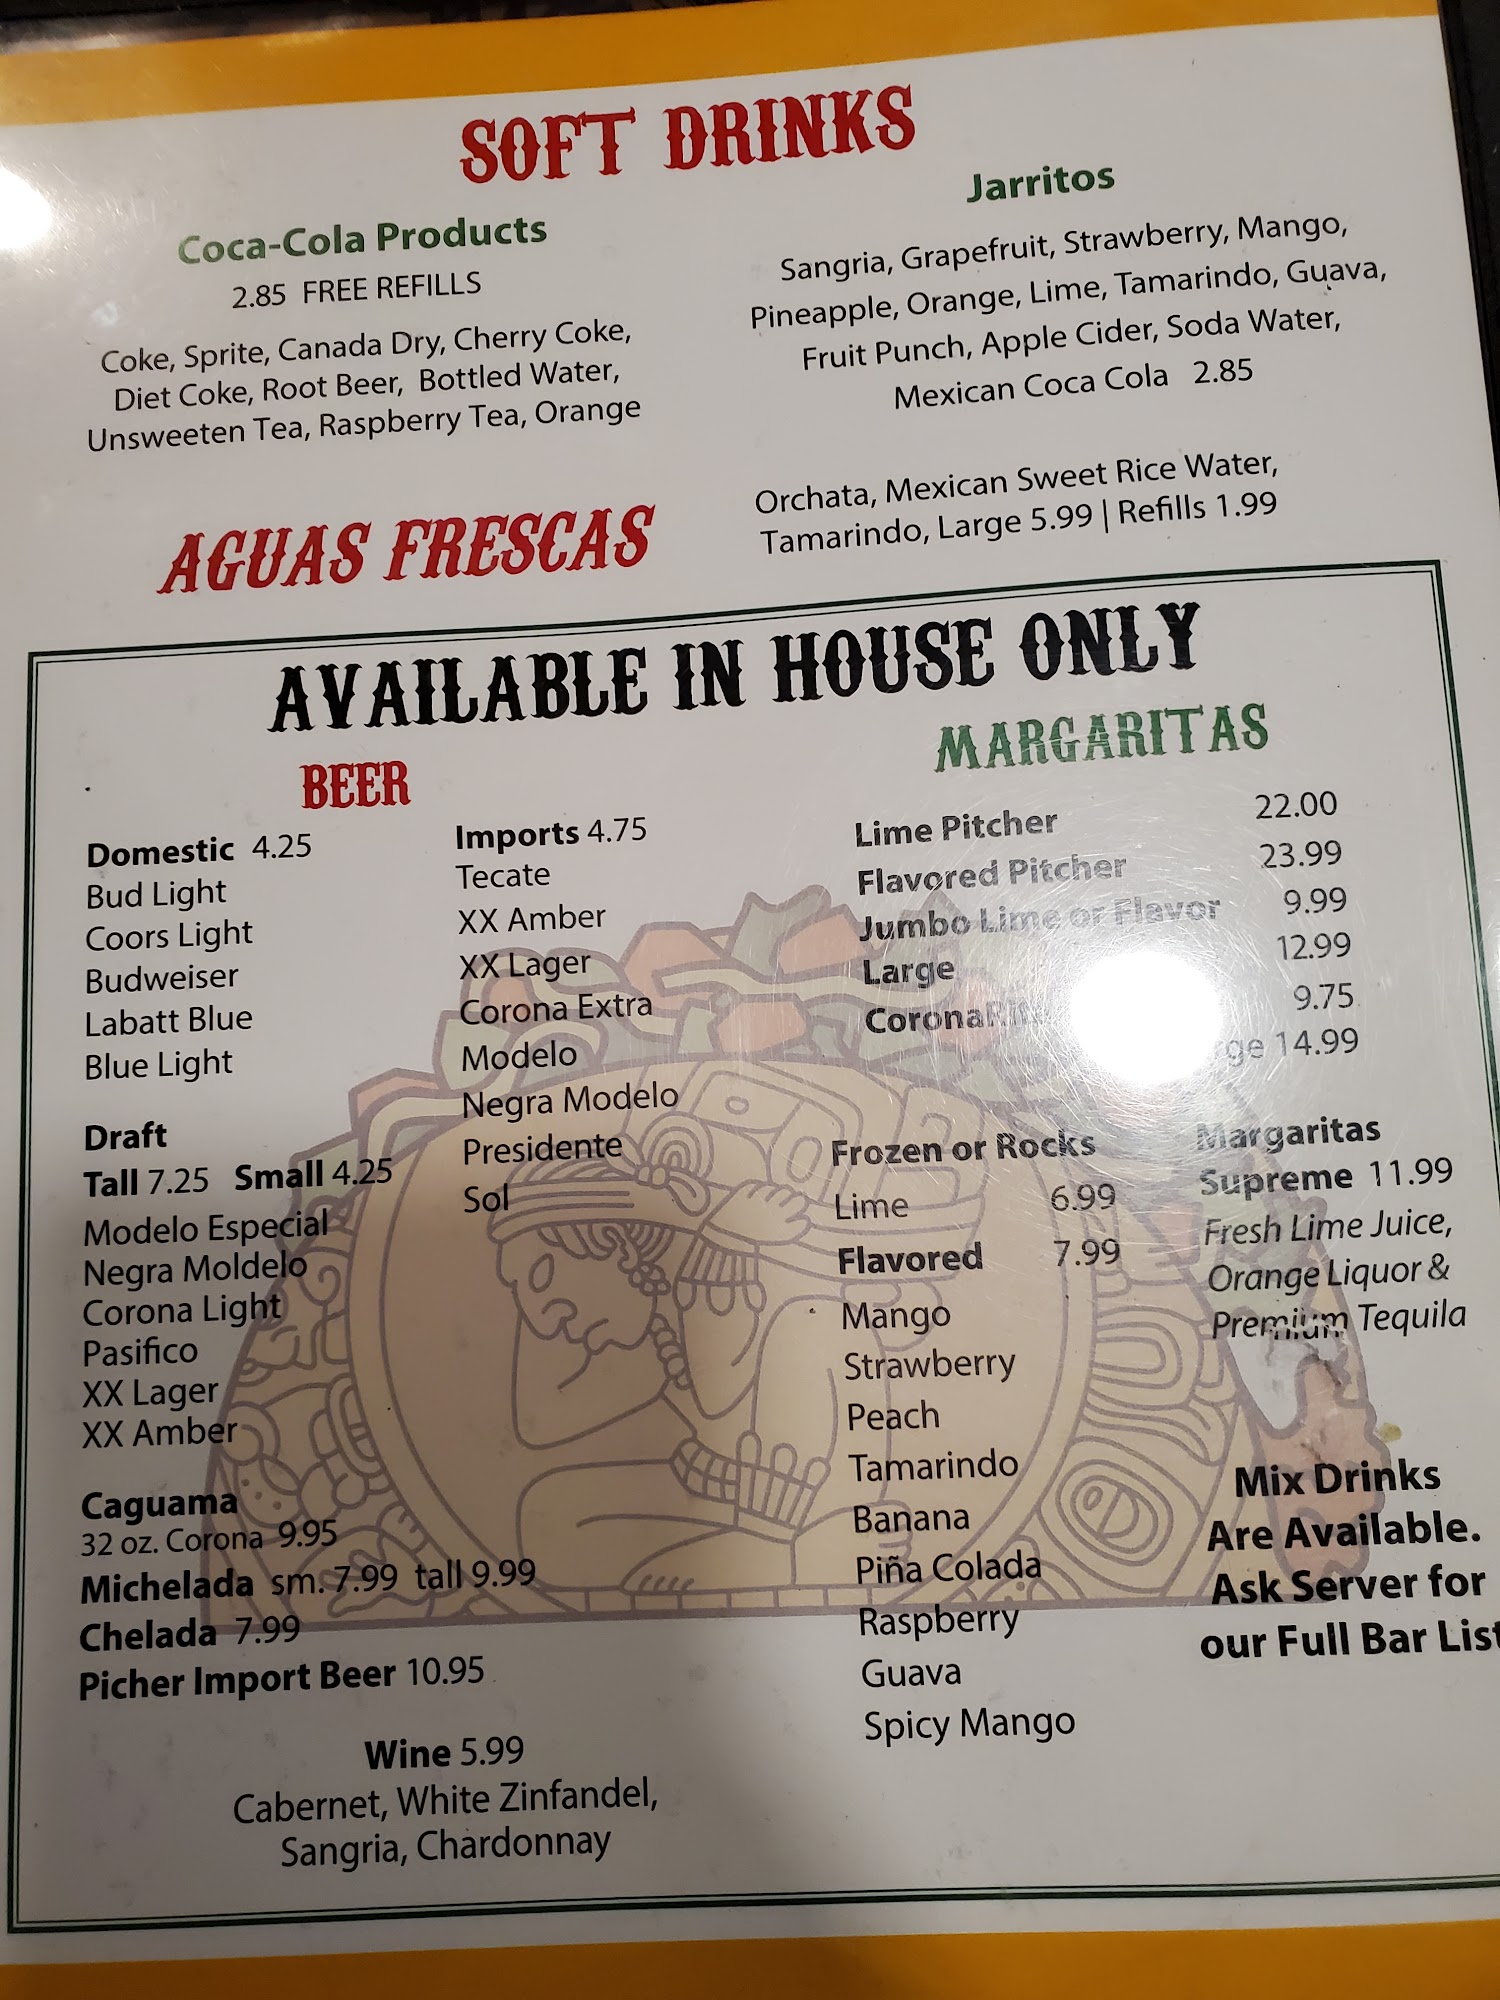 SOFT DRINKS
Coca-Cola Products
2.85 FREE REFILLS
Coke, Sprite, Canada Dry, Cherry Coke,
Diet Coke, Root Beer, Bottled Water,
Unsweeten Tea, Raspberry Tea, Orange
Jarritos
Sangria, Grapefruit, Strawberry, Mango,
Pineapple, Orange, Lime, Tamarindo, Guava,
Fruit Punch, Apple Cider, Soda Water,
Mexican Coca Cola 2.85
AGUAS FRESCAS
Orchata, Mexican Sweet Rice Water,
Tamarindo, Large 5.99 | Refills 1.99
AVAILABLE IN HOUSE ONLY
BEER
Domestic 4.25
Bud Light
Coors Light
Budweiser
Labatt Blue
Blue Light
Draft
Tall 7.25 Small 4.25
Modelo Especial
Negra Moldelo
Corona Light
Pasifico
XX Lager
XX Amber
Caguama
32 oz. Corona 9.95
Michelada sm. 7.99 tall 9.99
Chelada 7.99
Picher Import Beer 10.95
Imports 4.75
Tecate
XX Amber
XX Lager
Corona Extra
Modelo
Negra Modelo
Presidente
Sol
Wine 5.99
Cabernet, White Zinfandel,
Sangria, Chardonnay
MARGARITAS
Lime Pitcher 22.00
Flavored Pitcher 23.99
Jumbo Lime or Flavor 9.99
Large 12.99
9.75
14.99
Frozen or Rocks
Lime 6.99
Flavored 7.99
Mango
Strawberry
Peach
Tamarindo
Banana
Piña Colada
Raspberry
Guava
Spicy Mango
Margaritas
Supreme 11.99
Fresh Lime Juice,
Orange Liquor &
Premium Tequila
Mix Drinks
Are Available.
Ask Server for
our Full Bar List